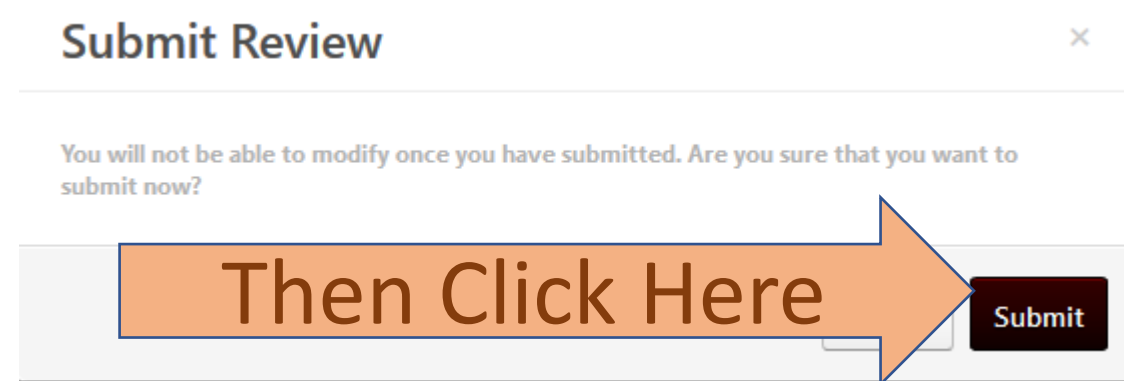 Submit Review
×
You will not be able to modify once you have submitted. Are you sure that you want to
submit now?
Then Click Here
Submit